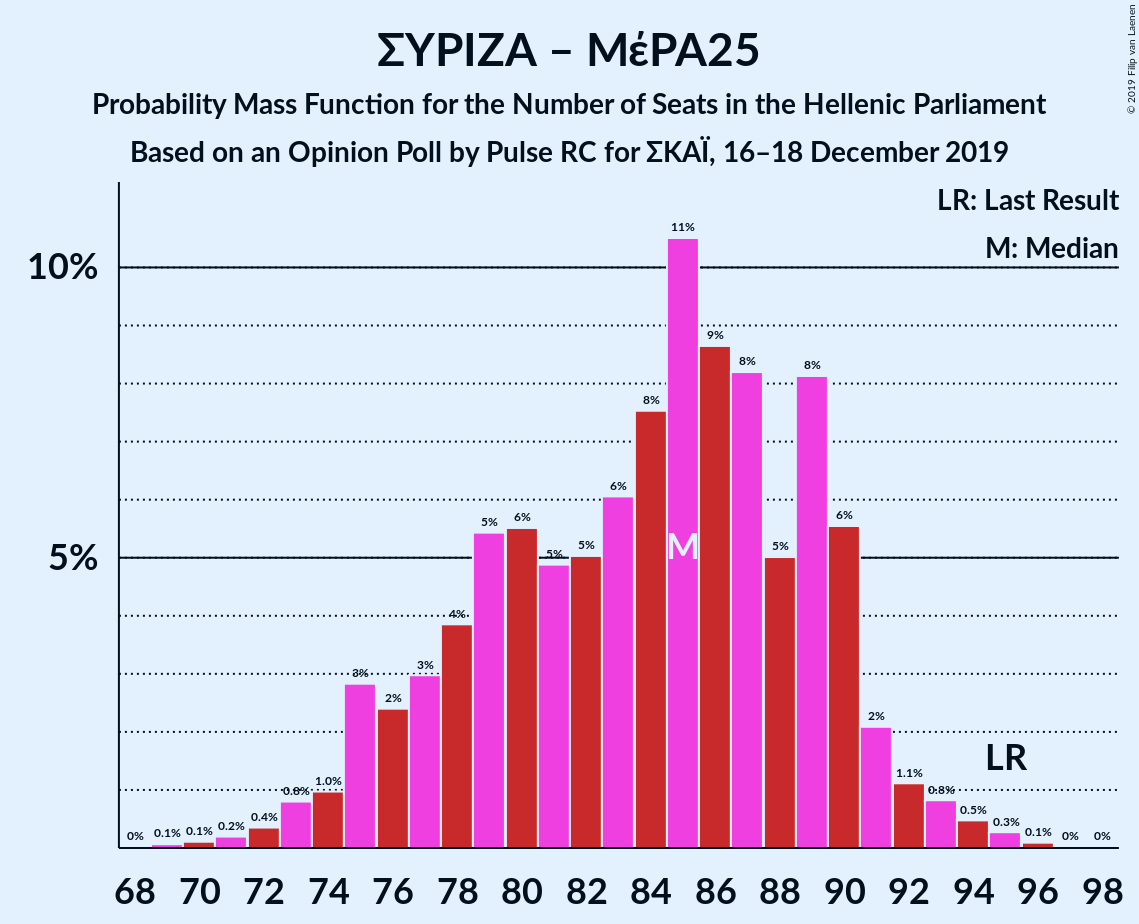 ΣΥΡΙΖΑ – ΜέΡΑ25
Probability Mass Function for the Number of Seats in the Hellenic Parliament
Based on an Opinion Poll by Pulse RC for ΣΚΑΪ, 16–18 December 2019
© 2019 Filip van Laenen
LR: Last Result
M: Median
10%
5%
0% 0.1% 0.1% 0.2% 0.4% 0.8% 1.0% 3% 2% 3% 4% 5% 6% 5% 5% 6% 8% 11% 9% 8% 5% 8% 6% 2% 1.1% 0.8% 0.5% 0.3% 0.1% 0% 0%
M
LR
68 70 72 74 76 78 80 82 84 86 88 90 92 94 96 98